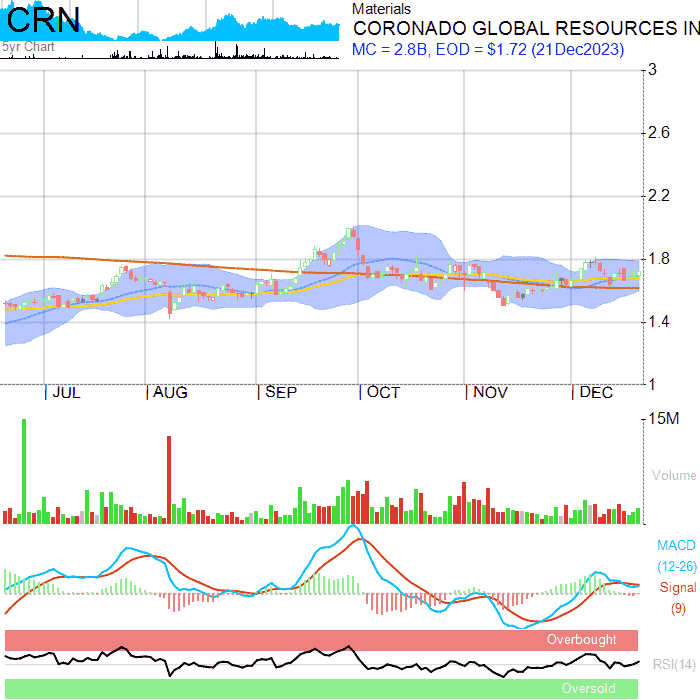 CRN
5yr Chart
Materials
CORONADO GLOBAL RESOURCES IN
MC = 2.8B, EOD = $1.72 (21Dec2023)
3
2.6
2.2
1.8
1.4
1
JUL AUG SEP OCT NOV DEC
15M
Volume
MACD
(12-26)
Signal
(9)
Overbought
RSI(14)
Oversold